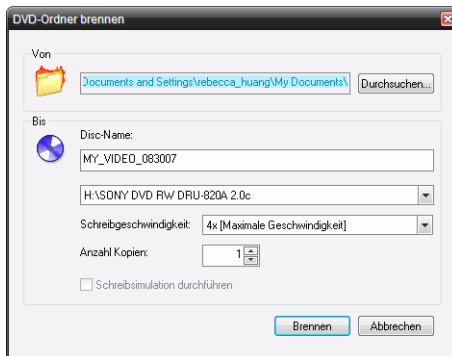 DVD-Ordner brennen
Von
Documents and Settings\rebecca_huang\My Documents\
Durchsuchen...
Bis
Disc-Name:
MY_VIDEO_083007
H:\SONY DVD RW DRU-820A 2.0c
Schreibgeschwindigkeit: 4x [Maximale Geschwindigkeit]
Anzahl Kopien: 1
Schreibsimulation durchführen
Brennen Abbrechen